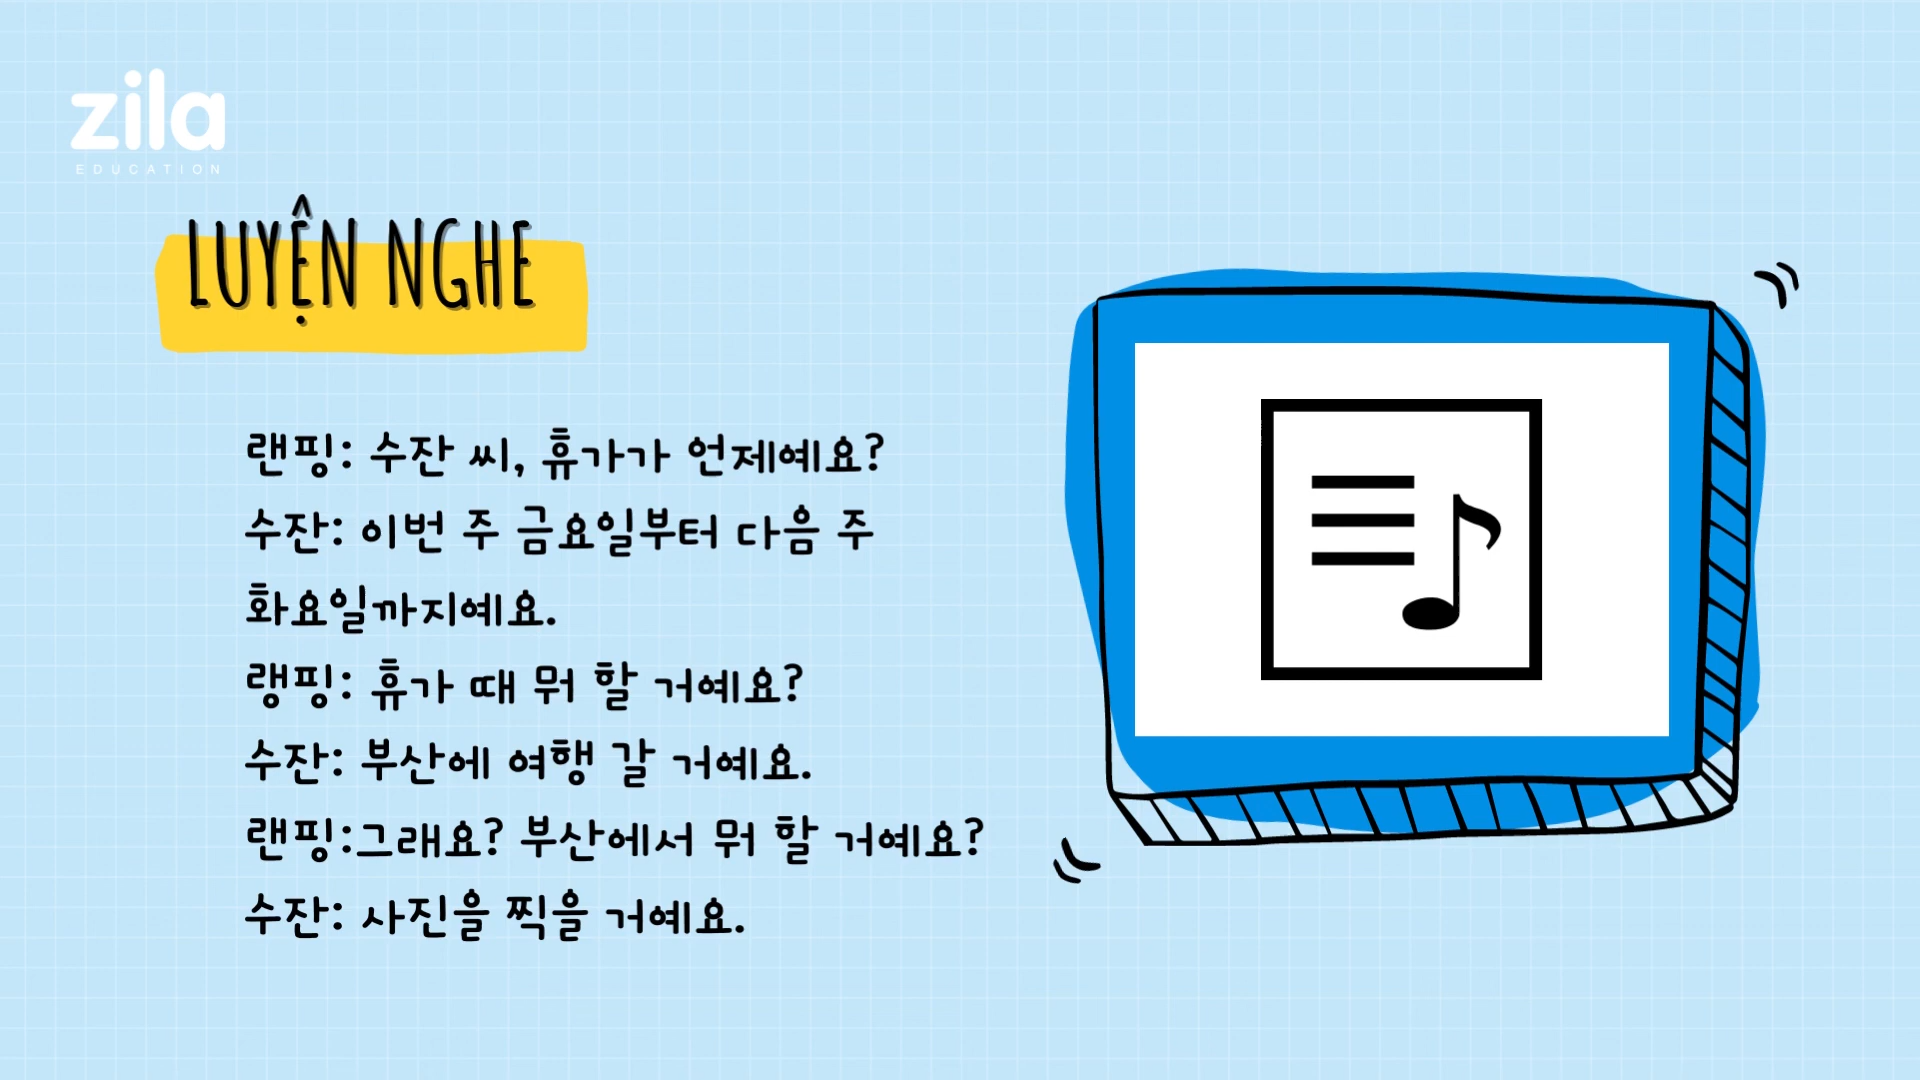 zila
EDUCATION
LUYỆN NGHE
랜핑: 수잔 씨, 휴가가 언제예요?
수잔: 이번 주 금요일부터 다음 주
화요일까지예요.
랭핑: 휴가 때 뭐 할 거예요?
수잔: 부산에 여행 갈 거예요.
랜핑:그래요? 부산에서 뭐 할 거예요?
수잔: 사진을 찍을 거예요.